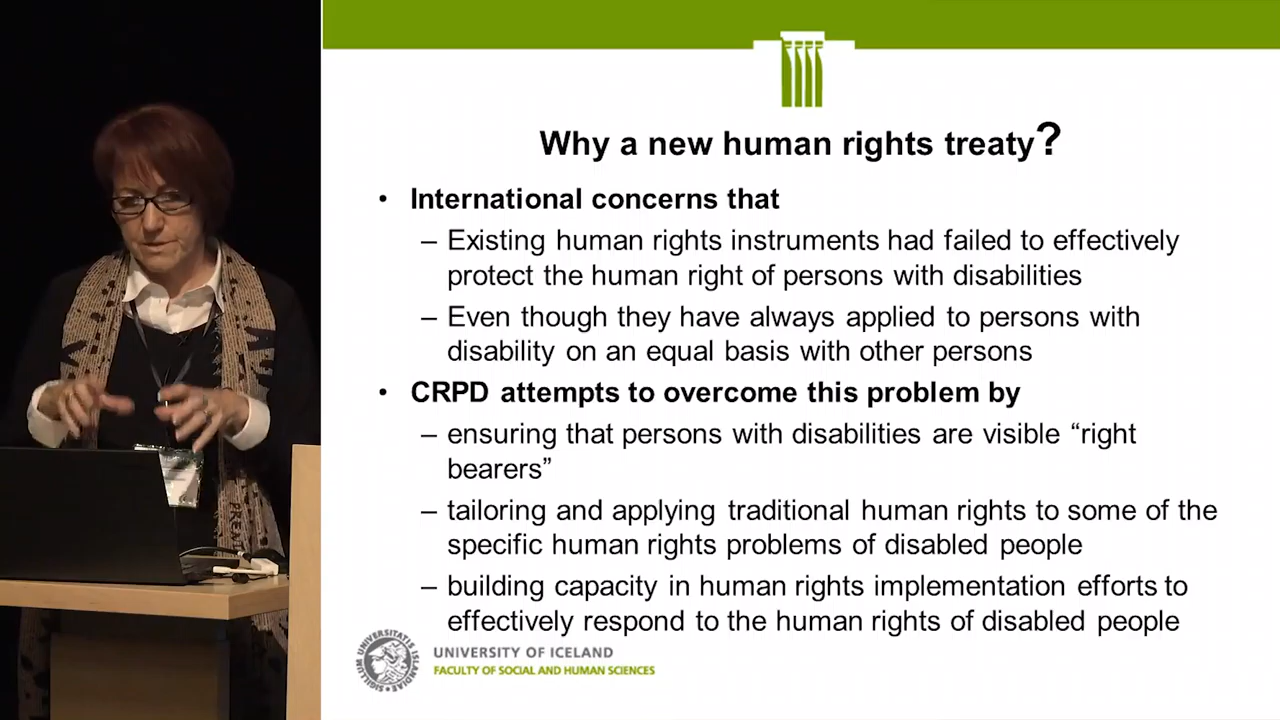 Why a new human rights treaty?
• International concerns that
– Existing human rights instruments had failed to effectively
protect the human right of persons with disabilities
– Even though they have always applied to persons with
disability on an equal basis with other persons
• CRPD attempts to overcome this problem by
– ensuring that persons with disabilities are visible “right
bearers”
– tailoring and applying traditional human rights to some of the
specific human rights problems of disabled people
– building capacity in human rights implementation efforts to
effectively respond to the human rights of disabled people
SIGILLUM UNIVERSITATIS ISLANDIAE
UNIVERSITY OF ICELAND
FACULTY OF SOCIAL AND HUMAN SCIENCES